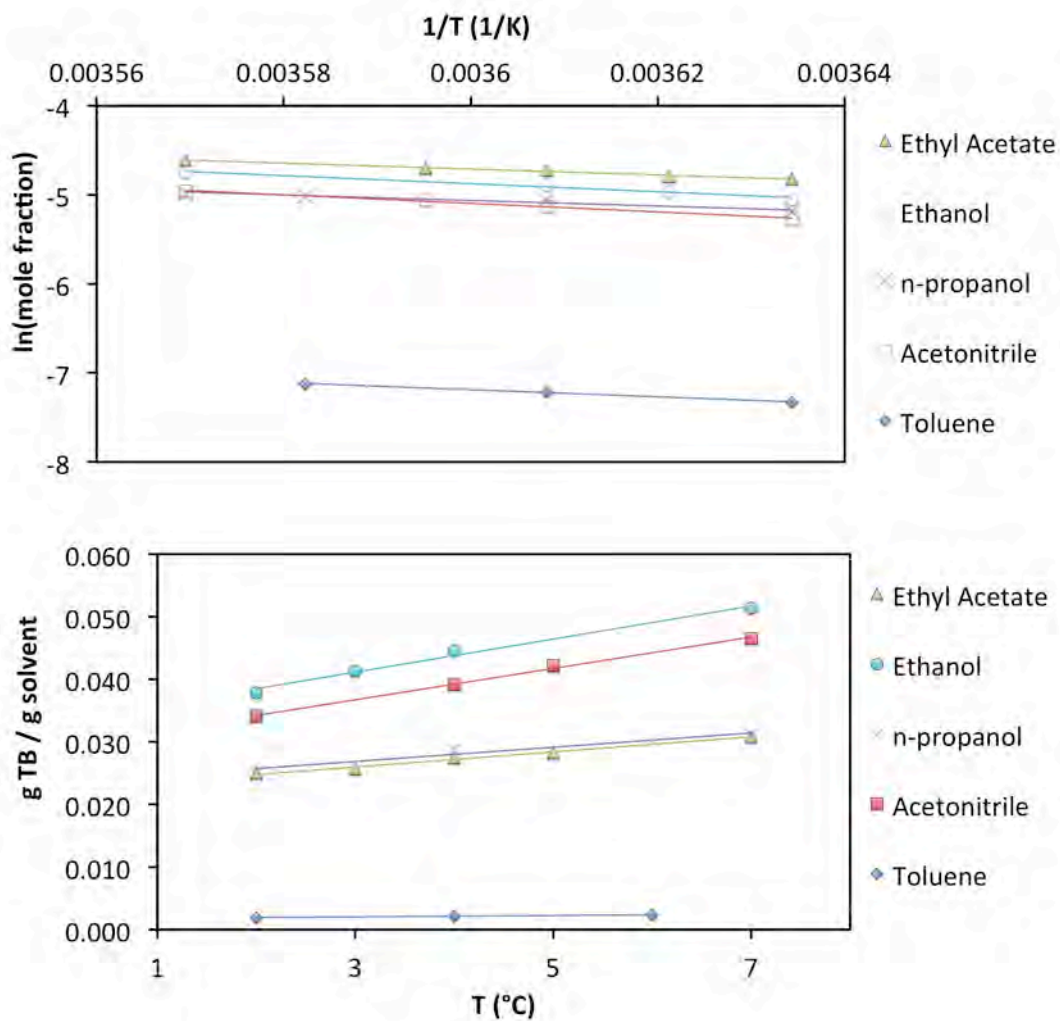 1/T (1/K)
0.00356 0.00358 0.0036 0.00362 0.00364
-4
-5
-6
-7
-8
ln(mole fraction)
Ethyl Acetate
Ethanol
n-propanol
Acetonitrile
Toluene
0.060
0.050
0.040
0.030
0.020
0.010
0.000
g TB / g solvent
1 3 5 7
T (°C)
Ethyl Acetate
Ethanol
n-propanol
Acetonitrile
Toluene